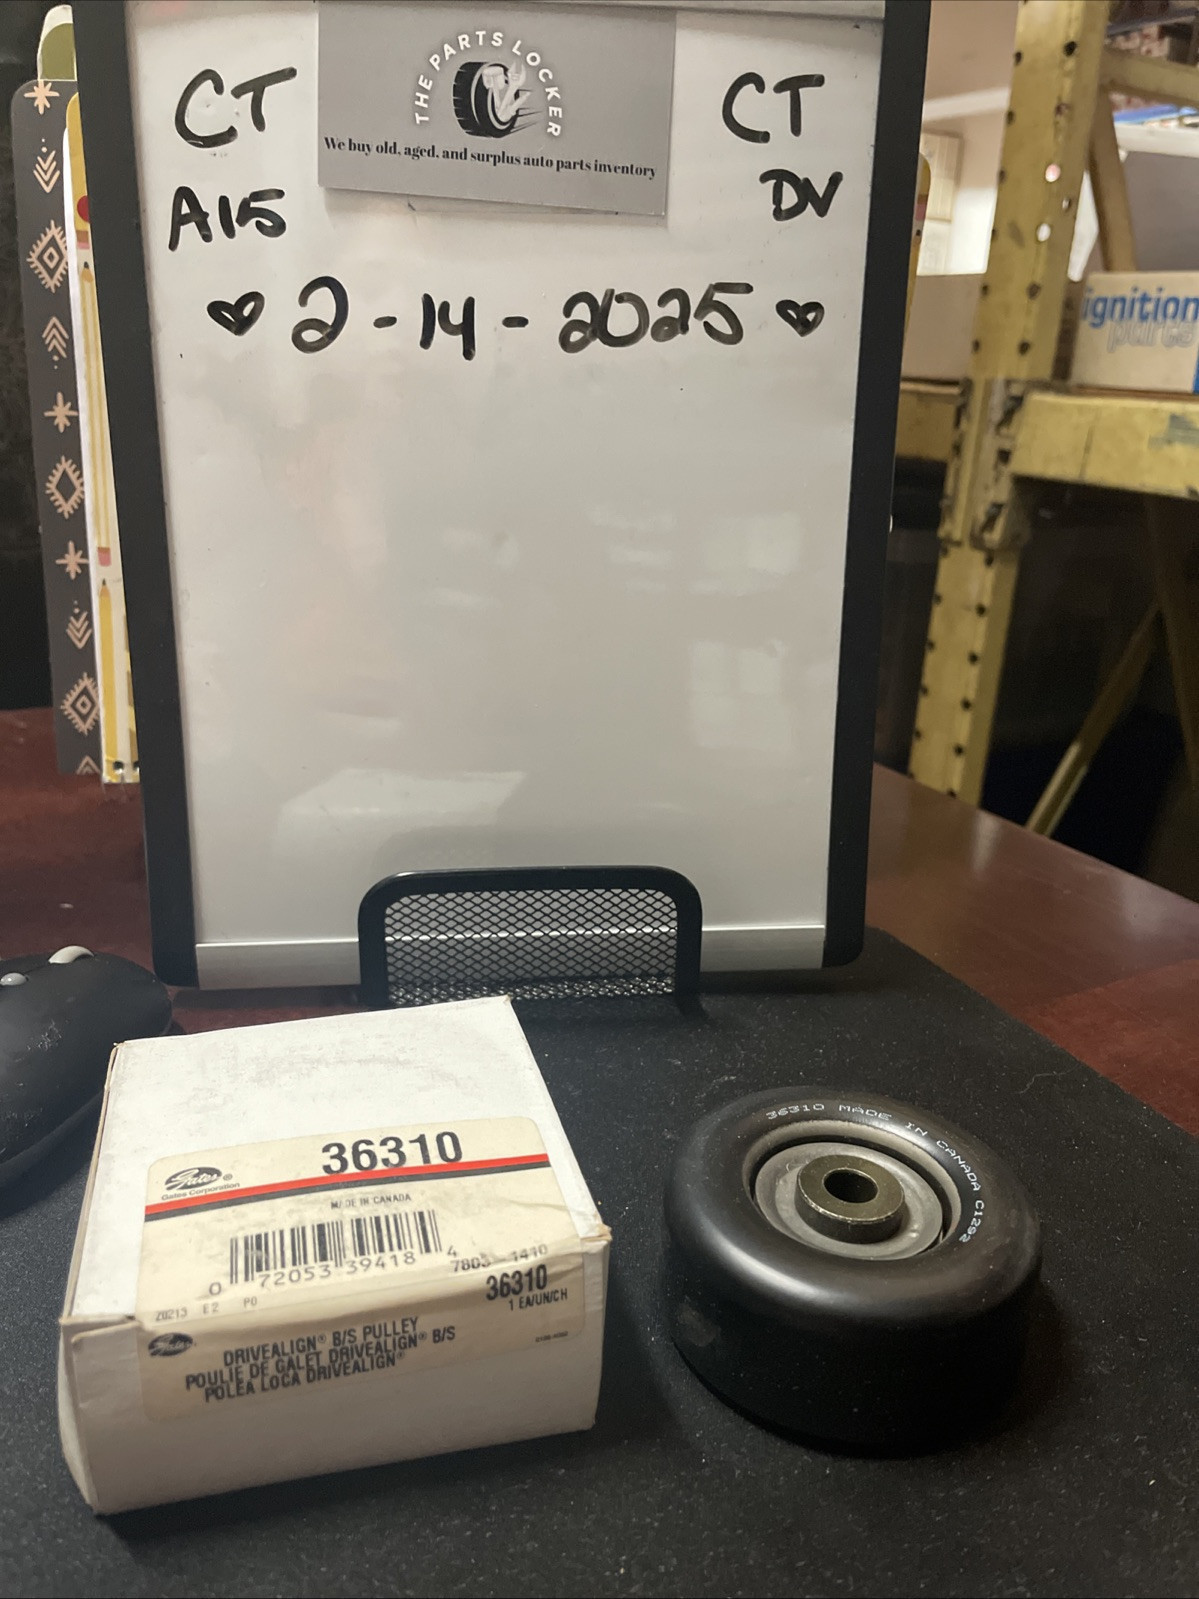 THE PARTS LOCKER
We buy old, aged, and surplus auto parts inventory
CT
A15
CT
DV
2-14-2025
ignition
36310
Gates®
Gates Corporation
MADE IN CANADA
0 72053 39418 4
7803-1410
36310
1 EA/UN/CH
Z0213 E2 P0
Gates
DRIVEALIGN® B/S PULLEY
POULIE DE GALET DRIVEALIGN® B/S
POLEA LOCA DRIVEALIGN®
36310 MADE IN CANADA C1292